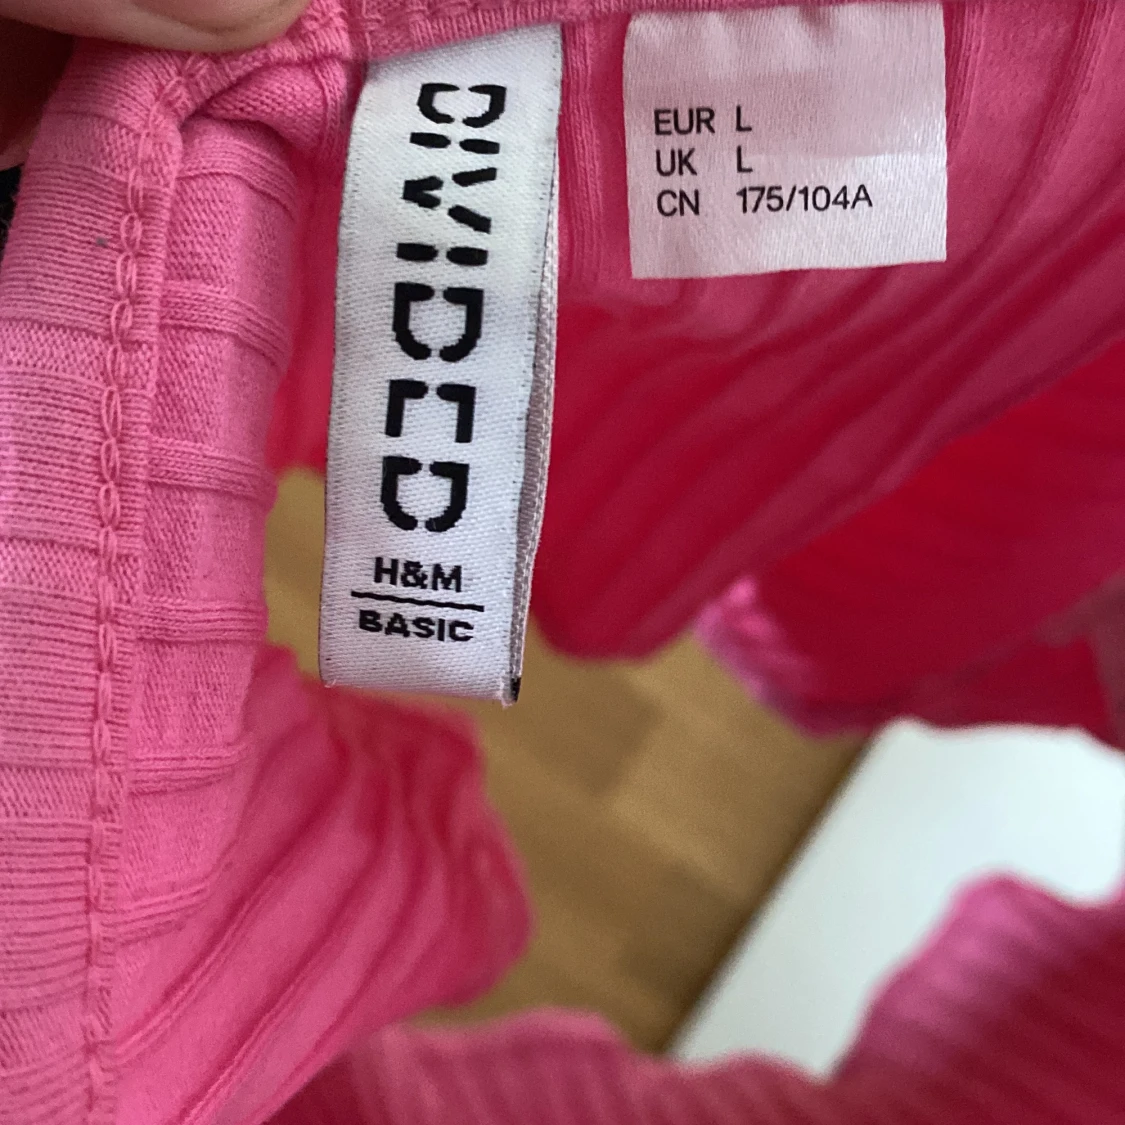 DIVIDED
H&M
BASIC
EUR L
UK L
CN 175/104A